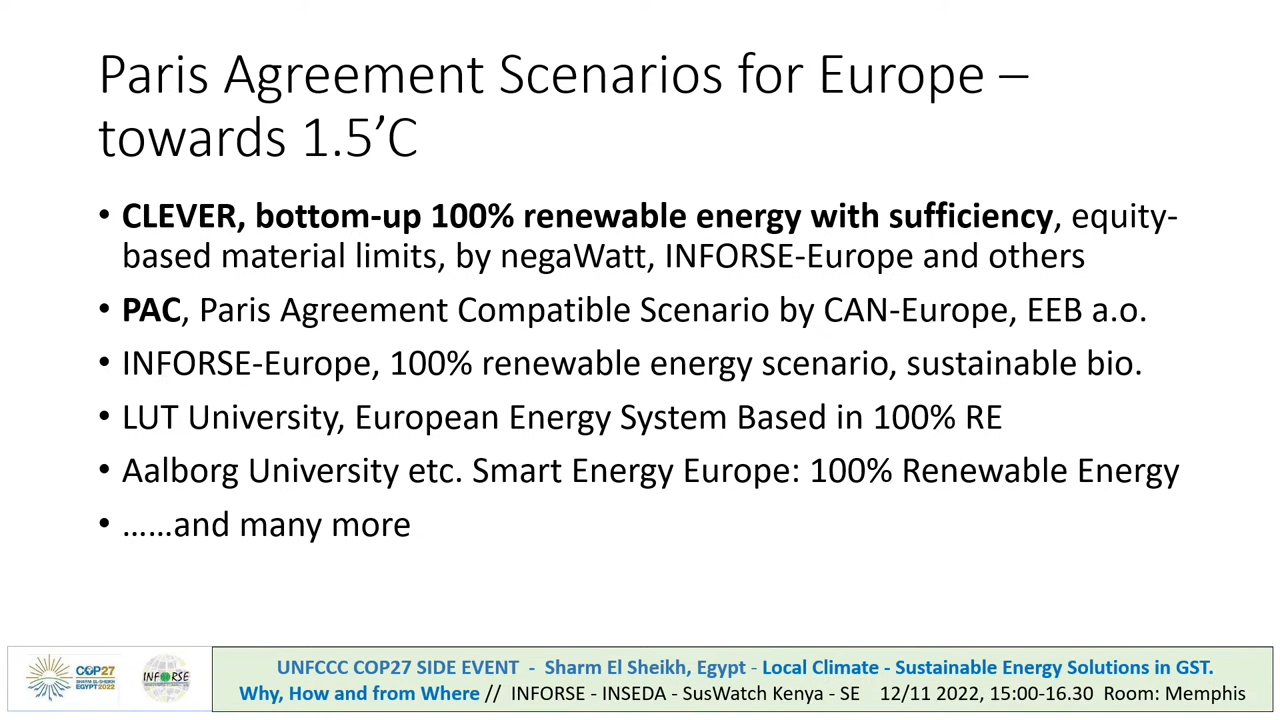 Paris Agreement Scenarios for Europe –
towards 1.5’C
• CLEVER, bottom-up 100% renewable energy with sufficiency, equity-
based material limits, by negaWatt, INFORSE-Europe and others
• PAC, Paris Agreement Compatible Scenario by CAN-Europe, EEB a.o.
• INFORSE-Europe, 100% renewable energy scenario, sustainable bio.
• LUT University, European Energy System Based in 100% RE
• Aalborg University etc. Smart Energy Europe: 100% Renewable Energy
• ……and many more
COP27
SHARM EL-SHEIKH
EGYPT 2022
INFORSE
UNFCCC COP27 SIDE EVENT - Sharm El Sheikh, Egypt - Local Climate - Sustainable Energy Solutions in GST.
Why, How and from Where // INFORSE - INSEDA - SusWatch Kenya - SE 12/11 2022, 15:00-16.30 Room: Memphis